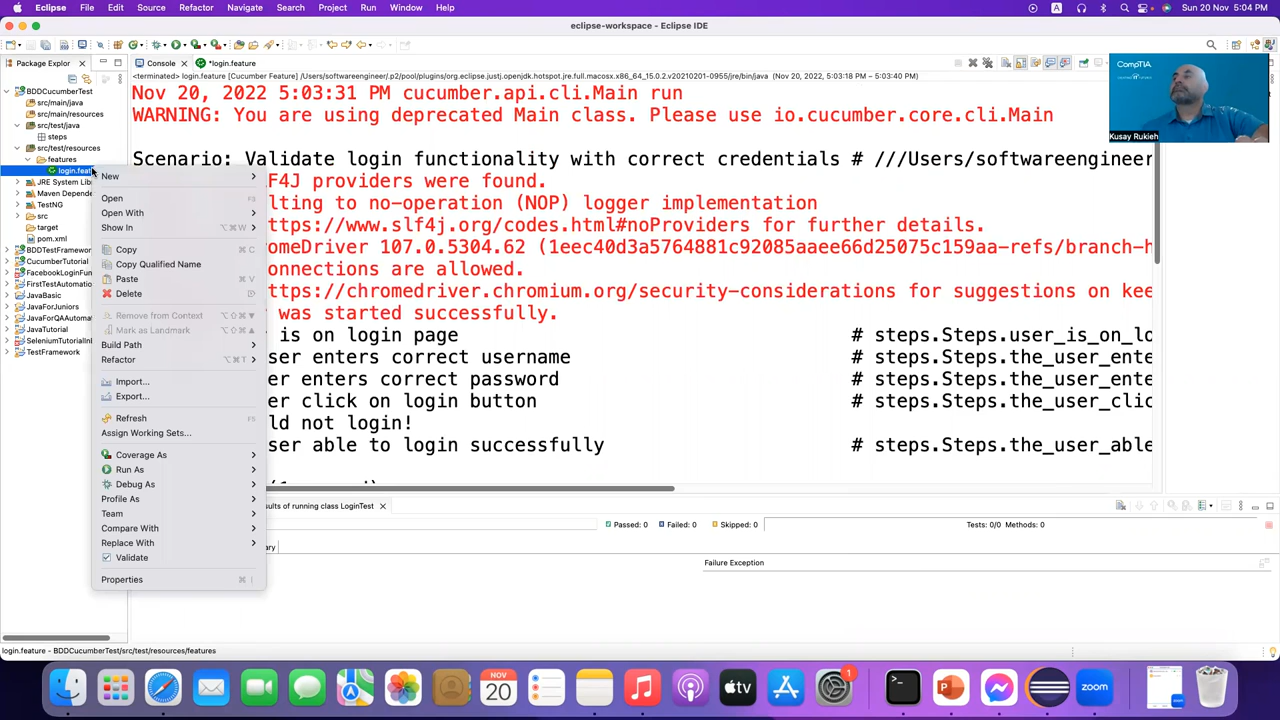 Eclipse File Edit Source Refactor Navigate Search Project Run Window Help
A
Sun 20 Nov 5:04 PM
eclipse-workspace - Eclipse IDE
Package Explorer
Console
*login.feature
<terminated> login.feature [Cucumber Feature] /Users/softwareengineer/.p2/pool/plugins/org.eclipse.justj.openjdk.hotspot.jre.full.macosx.x86_64_15.0.2.v20210201-0955/jre/bin/java (Nov 20, 2022 5:03:18 PM – 5:03:40 PM)
BDDCucumberTest
src/main/java
src/main/resources
src/test/java
steps
src/test/resources
features
login.feat
JRE System Lib
Maven Depende
TestNG
src
target
pom.xml
BDDTestFramew
CucumberTutorial
FacebookLoginFun
FirstTestAutomatio
JavaBasic
JavaForJuniors
JavaForQAAutoma
JavaTutorial
SeleniumTutorialIn
TestFramework
New
Open F3
Open With
Show In ⌥⌘W
Copy ⌘C
Copy Qualified Name
Paste ⌘V
Delete
Remove from Context
Mark as Landmark
Build Path
Refactor ⌥⌘T
Import...
Export...
Refresh F5
Assign Working Sets...
Coverage As
Run As
Debug As
Profile As
Team
Compare With
Replace With
Validate
Properties ⌘I
Nov 20, 2022 5:03:31 PM cucumber.api.cli.Main run
WARNING: You are using deprecated Main class. Please use io.cucumber.core.cli.Main
Scenario: Validate login functionality with correct credentials # ///Users/softwareengineer
F4J providers were found.
lting to no-operation (NOP) logger implementation
ttps://www.slf4j.org/codes.html#noProviders for further details.
omeDriver 107.0.5304.62 (1eec40d3a5764881c92085aaee66d25075c159aa-refs/branch-h
onnections are allowed.
ttps://chromedriver.chromium.org/security-considerations for suggestions on kee
was started successfully.
is on login page # steps.Steps.user_is_on_lo
ser enters correct username # steps.Steps.the_user_ente
er enters correct password # steps.Steps.the_user_ente
er click on login button # steps.Steps.the_user_clic
ld not login!
ser able to login successfully # steps.Steps.the_user_able
CompTIA
Kusay Rukieh
sults of running class LoginTest
Passed: 0 Failed: 0 Skipped: 0 Tests: 0/0 Methods: 0
ary
Failure Exception
login.feature - BDDCucumberTest/src/test/resources/features
NOV
20
tv
1
zoom